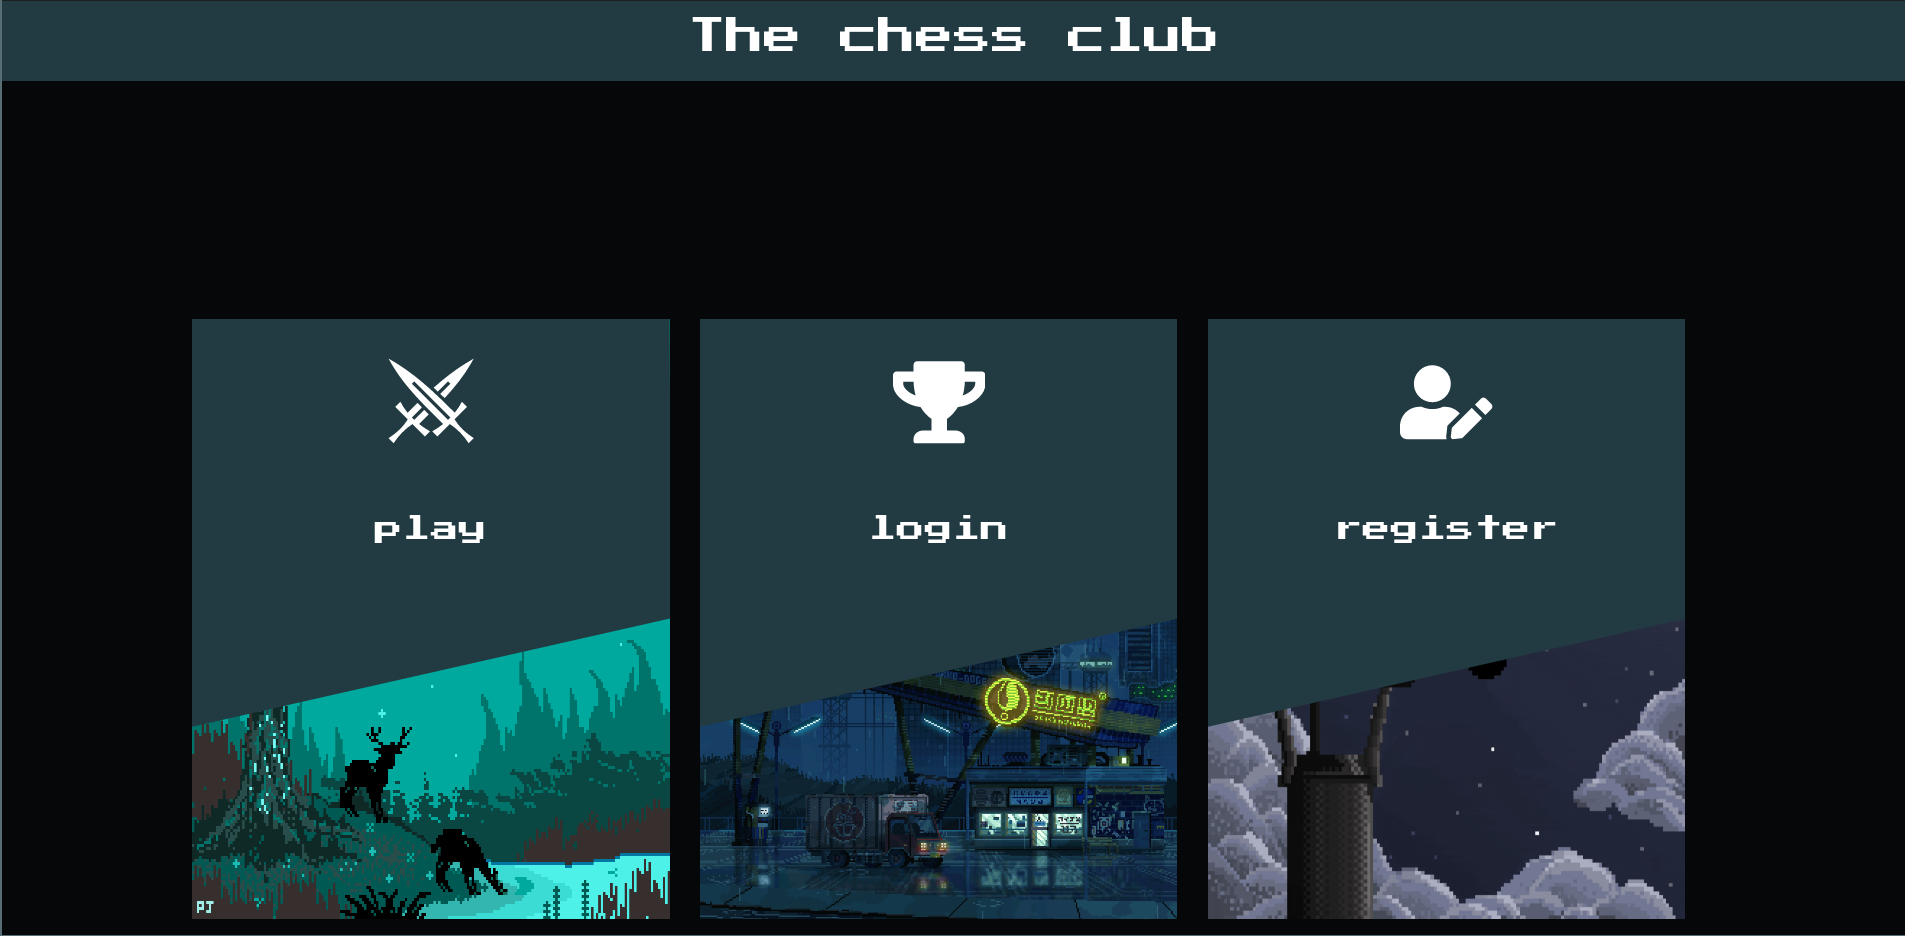 The chess club
play
login
register
PJ